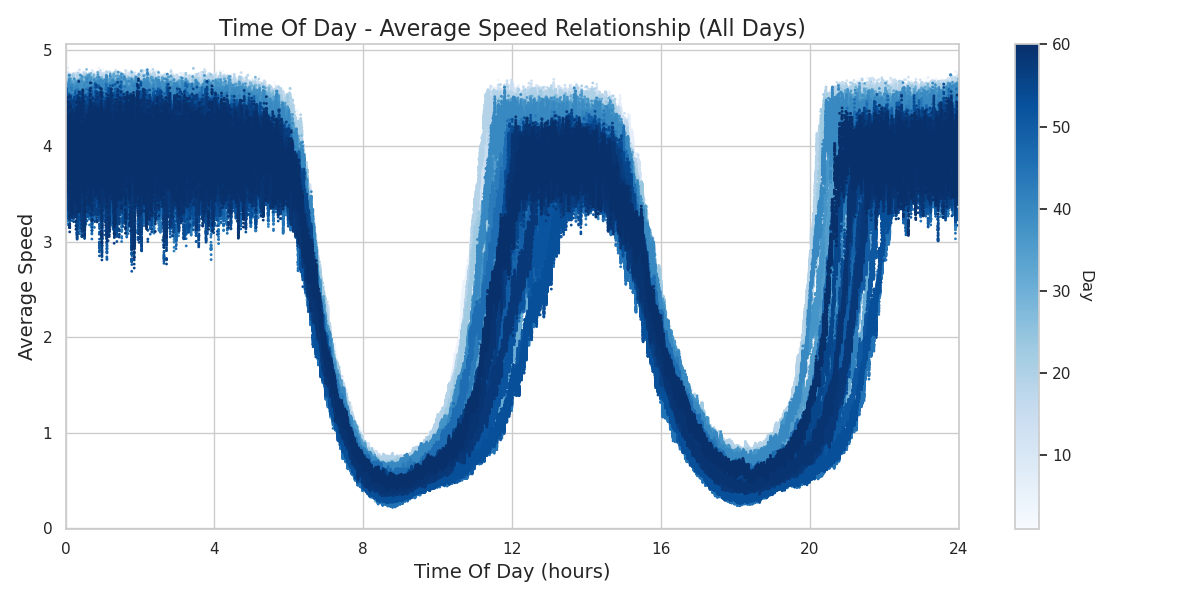 Time Of Day - Average Speed Relationship (All Days)
Average Speed
5
4
3
2
1
0
0 4 8 12 16 20 24
Time Of Day (hours)
60
50
40
30
20
10
Day